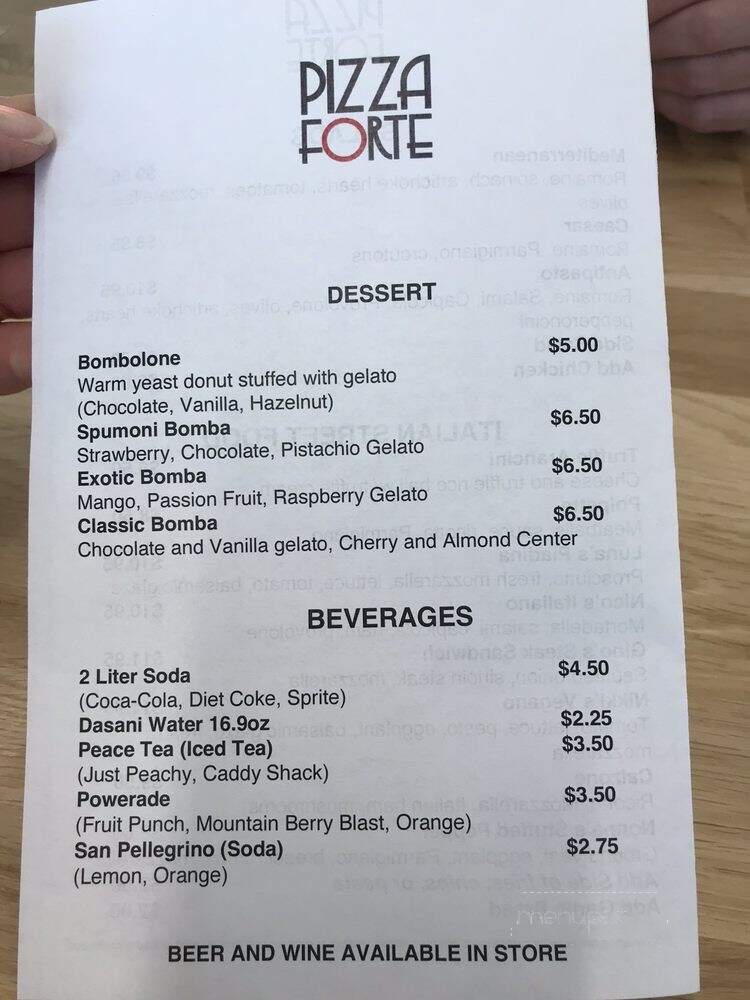 PIZZA
FORTE
DESSERT
Bombolone $5.00
Warm yeast donut stuffed with gelato
(Chocolate, Vanilla, Hazelnut)
Spumoni Bomba $6.50
Strawberry, Chocolate, Pistachio Gelato
Exotic Bomba $6.50
Mango, Passion Fruit, Raspberry Gelato
Classic Bomba $6.50
Chocolate and Vanilla gelato, Cherry and Almond Center
BEVERAGES
2 Liter Soda $4.50
(Coca-Cola, Diet Coke, Sprite)
Dasani Water 16.9oz $2.25
Peace Tea (Iced Tea) $3.50
(Just Peachy, Caddy Shack)
Powerade $3.50
(Fruit Punch, Mountain Berry Blast, Orange)
San Pellegrino (Soda) $2.75
(Lemon, Orange)
BEER AND WINE AVAILABLE IN STORE